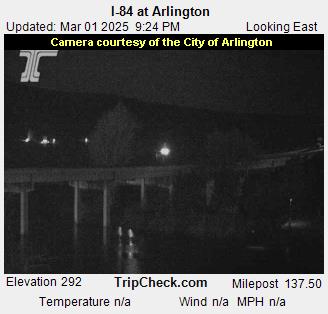 I-84 at Arlington
Updated: Mar 01 2025 9:24 PM Looking East
Camera courtesy of the City of Arlington
Elevation 292 TripCheck.com Milepost 137.50
Temperature n/a Wind n/a MPH n/a